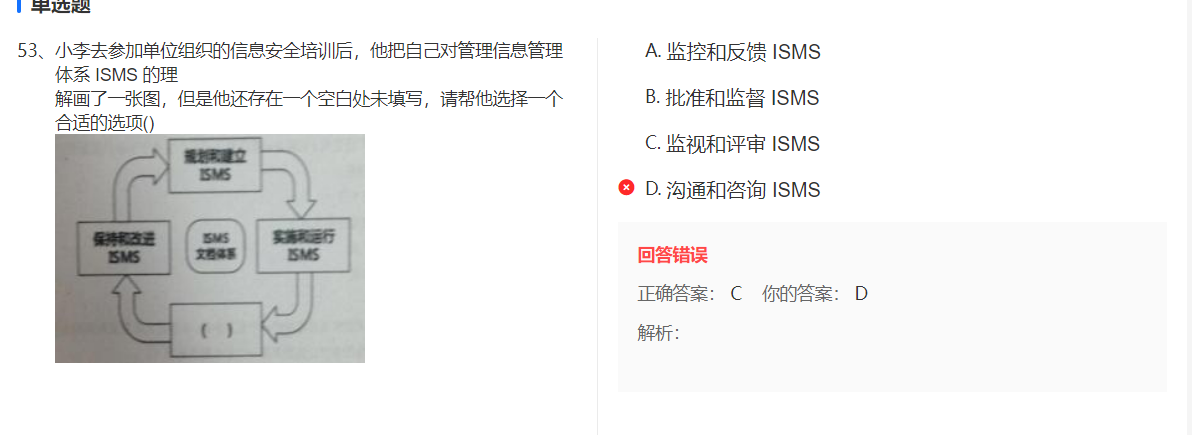 单选题
53、小李去参加单位组织的信息安全培训后，他把自己对管理信息管理
体系 ISMS 的理
解画了一张图，但是他还存在一个空白处未填写，请帮他选择一个
合适的选项()
规划和建立
ISMS
保持和改进
ISMS
ISMS
文档体系
实施和运行
ISMS
( )
A. 监控和反馈 ISMS
B. 批准和监督 ISMS
C. 监视和评审 ISMS
D. 沟通和咨询 ISMS
回答错误
正确答案： C 你的答案： D
解析：